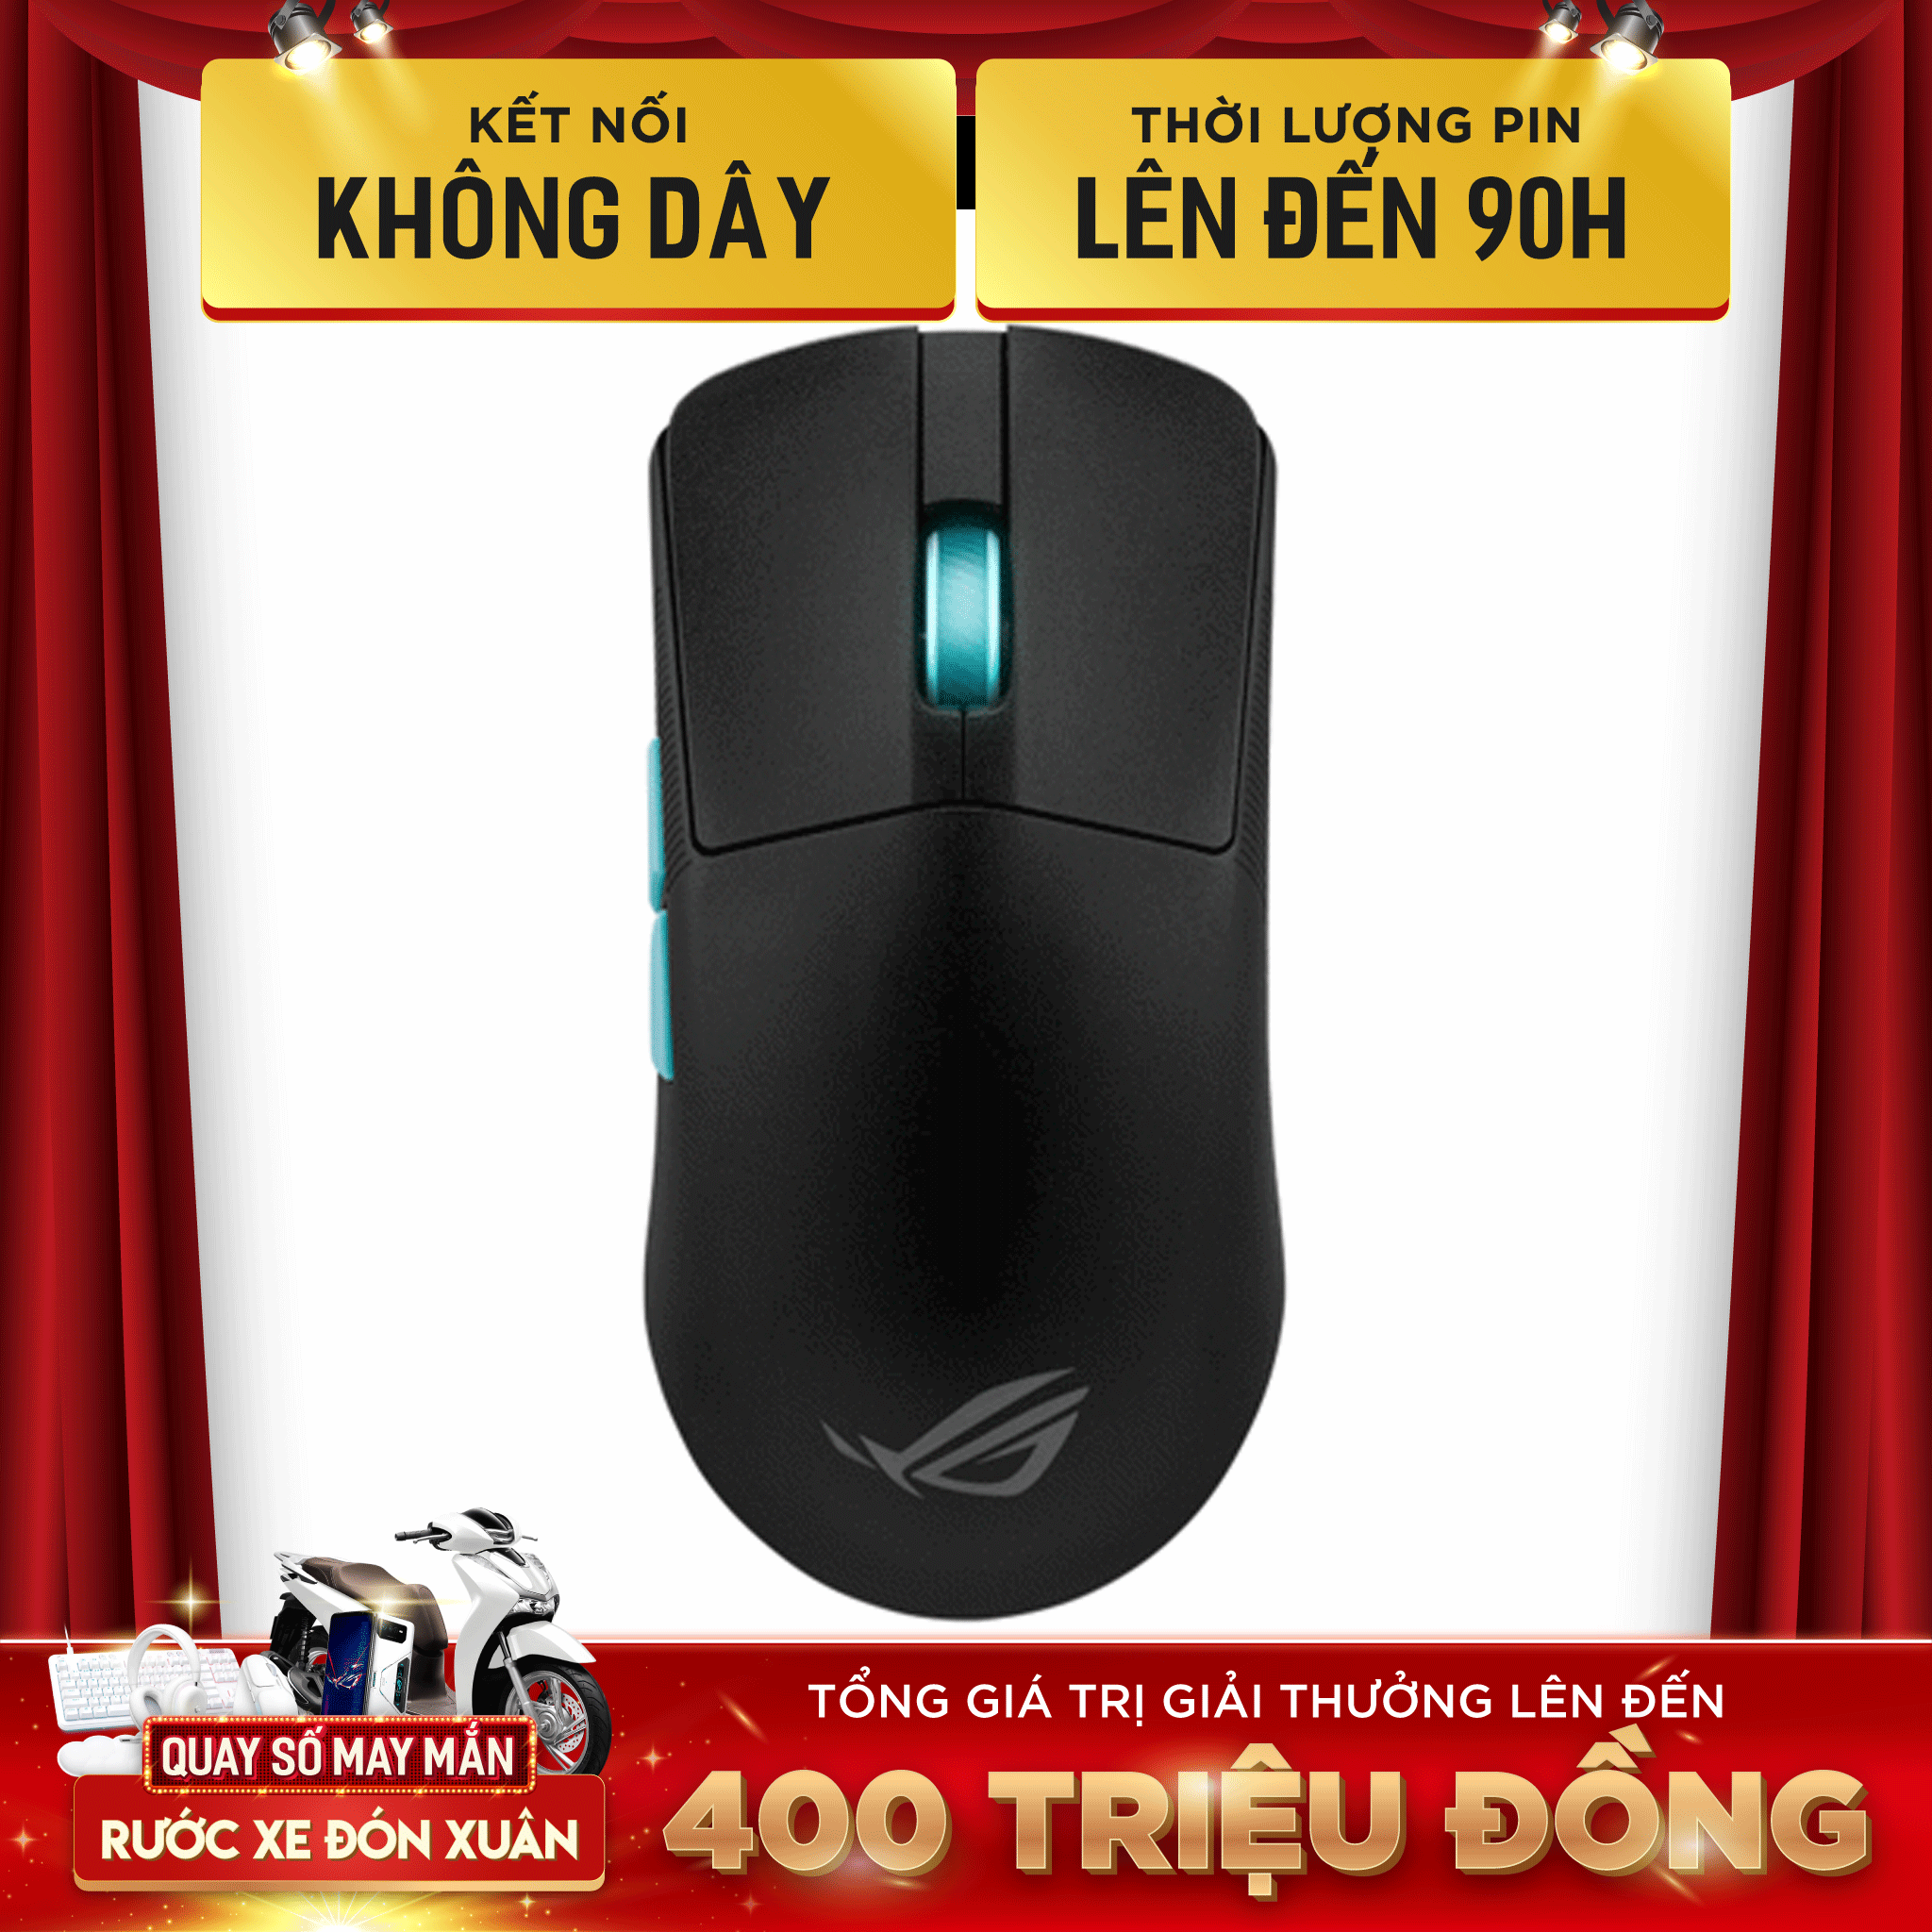 KẾT NỐI
KHÔNG DÂY
THỜI LƯỢNG PIN
LÊN ĐẾN 90H
QUAY SỐ MAY MẮN
RƯỚC XE ĐÓN XUÂN
TỔNG GIÁ TRỊ GIẢI THƯỞNG LÊN ĐẾN
400 TRIỆU ĐỒNG